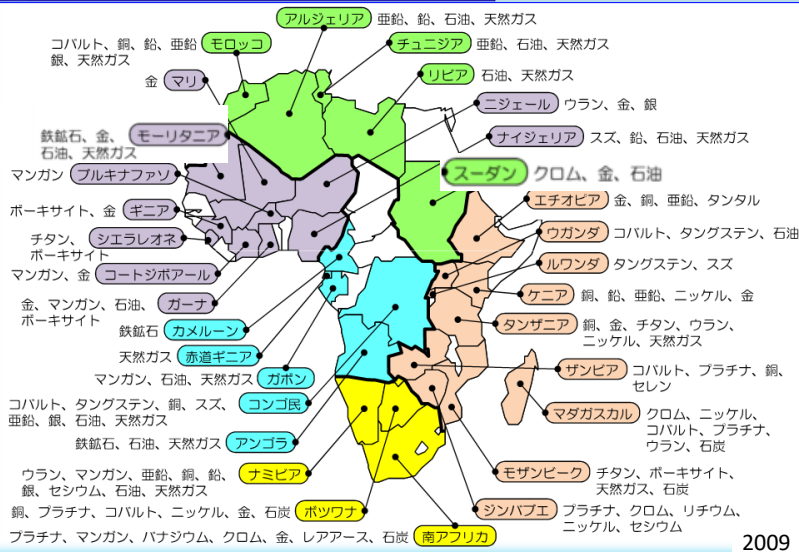 アルジェリア 亜鉛、鉛、石油、天然ガス
コバルト、銅、鉛、亜鉛 モロッコ
銀、天然ガス
チュニジア 亜鉛、石油、天然ガス
金 マリ
リビア 石油、天然ガス
ニジェール ウラン、金、銀
鉄鉱石、金、 モーリタニア
石油、天然ガス
ナイジェリア スズ、鉛、石油、天然ガス
マンガン ブルキナファソ
スーダン クロム、金、石油
エチオピア 金、銅、亜鉛、タンタル
ボーキサイト、金 ギニア
ウガンダ コバルト、タングステン、石油
チタン、 シエラレオネ
ボーキサイト
ルワンダ タングステン、スズ
マンガン、金 コートジボアール
ケニア 銅、鉛、亜鉛、ニッケル、金
金、マンガン、石油、 ガーナ
ボーキサイト
タンザニア 銅、金、チタン、ウラン、
ニッケル、天然ガス
鉄鉱石 カメルーン
天然ガス 赤道ギニア
ザンビア コバルト、プラチナ、銅、
セレン
マンガン、石油、天然ガス ガボン
コバルト、タングステン、銅、スズ、 コンゴ民
亜鉛、銀、石油、天然ガス
マダガスカル クロム、ニッケル、
コバルト、プラチナ、
ウラン、石炭
鉄鉱石、石油、天然ガス アンゴラ
ウラン、マンガン、亜鉛、銅、鉛、 ナミビア
銀、セシウム、石油、天然ガス
モザンビーク チタン、ボーキサイト、
天然ガス、石炭
銅、プラチナ、コバルト、ニッケル、金、石炭 ボツワナ
ジンバブエ プラチナ、クロム、リチウム、
ニッケル、セシウム
プラチナ、マンガン、バナジウム、クロム、金、レアアース、石炭 南アフリカ
2009